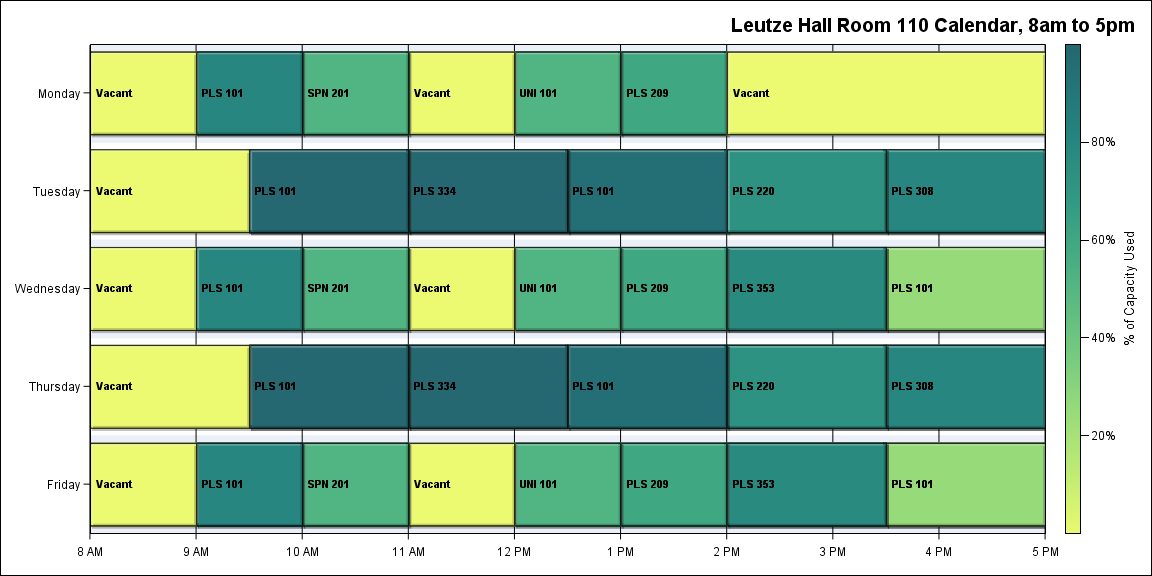 Leutze Hall Room 110 Calendar, 8am to 5pm
Monday
Vacant
PLS 101
SPN 201
Vacant
UNI 101
PLS 209
Vacant
Tuesday
Vacant
PLS 101
PLS 334
PLS 101
PLS 220
PLS 308
Wednesday
Vacant
PLS 101
SPN 201
Vacant
UNI 101
PLS 209
PLS 353
PLS 101
Thursday
Vacant
PLS 101
PLS 334
PLS 101
PLS 220
PLS 308
Friday
Vacant
PLS 101
SPN 201
Vacant
UNI 101
PLS 209
PLS 353
PLS 101
8 AM
9 AM
10 AM
11 AM
12 PM
1 PM
2 PM
3 PM
4 PM
5 PM
80%
60%
40%
20%
% of Capacity Used